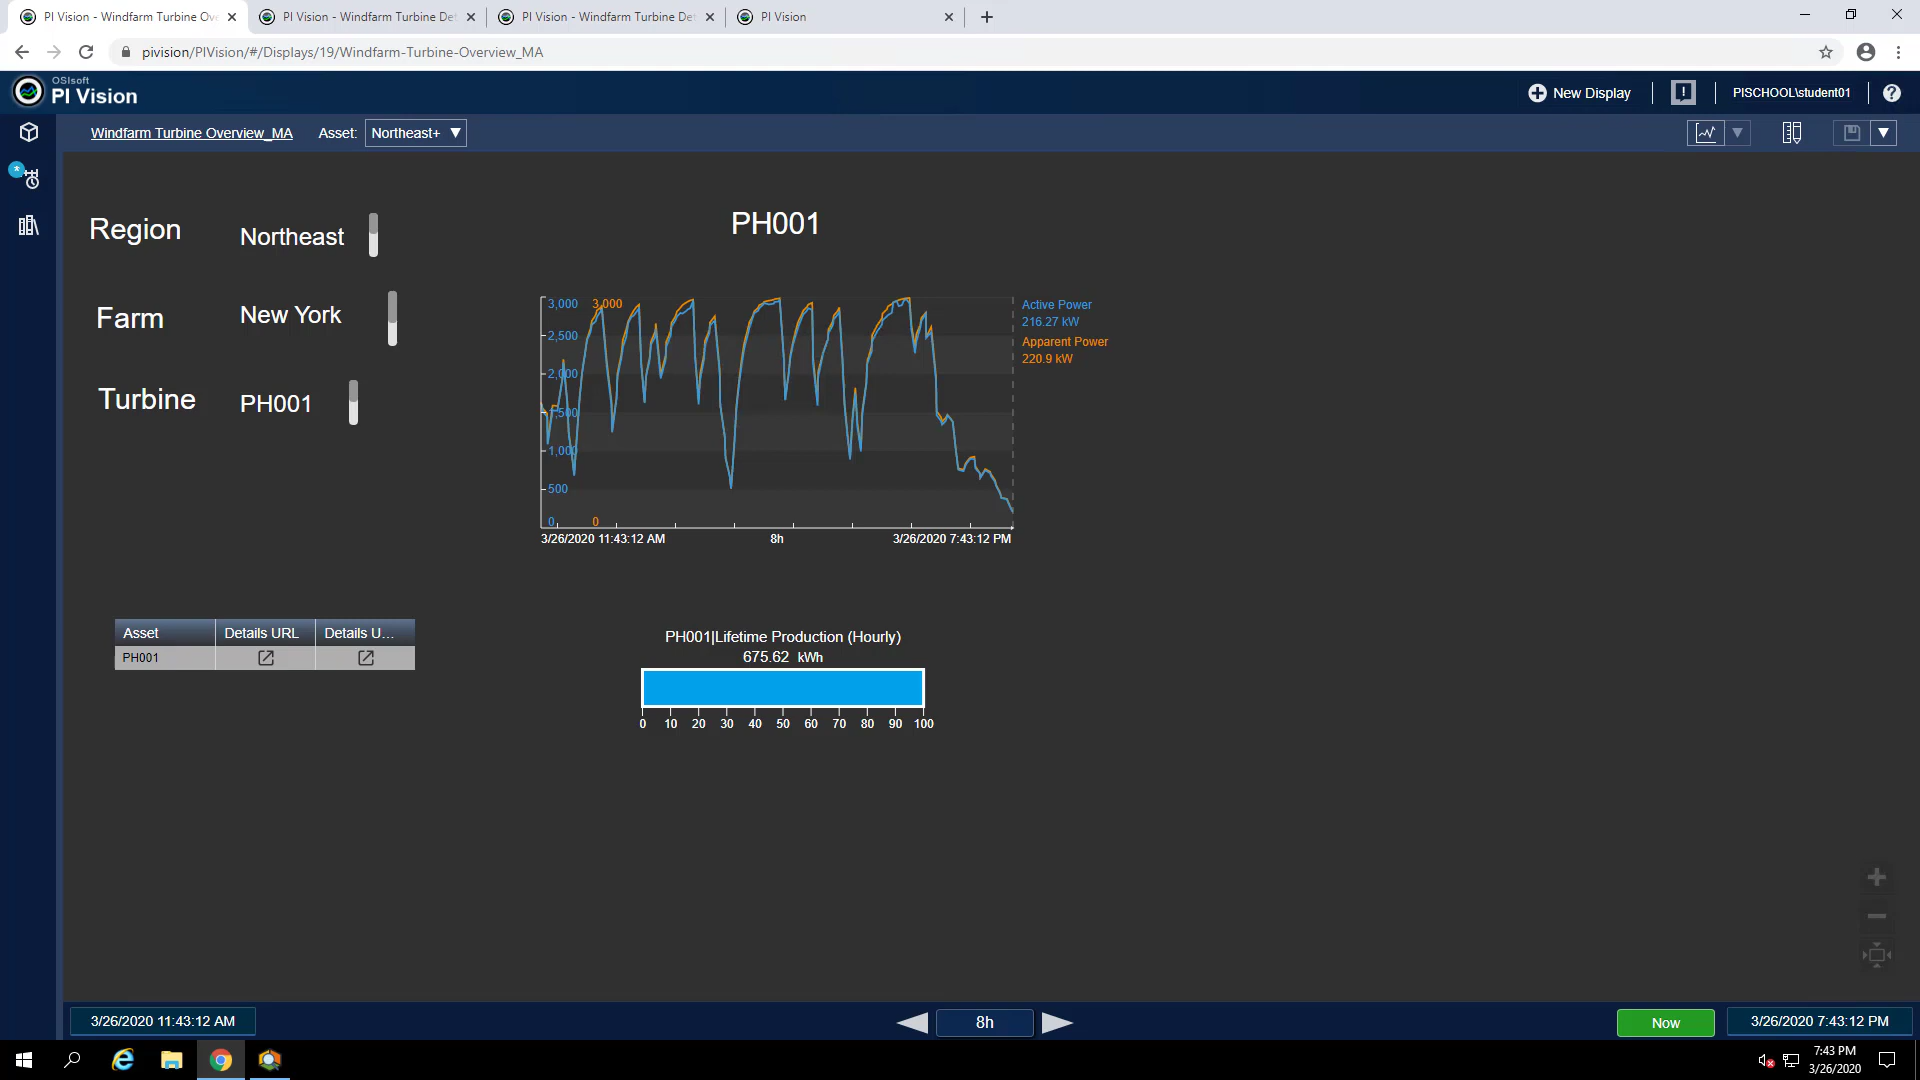 PI Vision - Windfarm Turbine Ov
PI Vision - Windfarm Turbine Det
PI Vision - Windfarm Turbine Det
PI Vision
pivision/PIVision/#/Displays/19/Windfarm-Turbine-Overview_MA
OSIsoft
PI Vision
New Display
PISCHOOL\student01
Windfarm Turbine Overview_MA
Asset:
Northeast+
Region
Northeast
Farm
New York
Turbine
PH001
PH001
3,000
3,000
2,500
2,000
1,500
1,000
500
0
0
3/26/2020 11:43:12 AM
8h
3/26/2020 7:43:12 PM
Active Power
216.27 kW
Apparent Power
220.9 kW
Asset
Details URL
Details U...
PH001
PH001|Lifetime Production (Hourly)
675.62 kWh
0 10 20 30 40 50 60 70 80 90 100
3/26/2020 11:43:12 AM
8h
Now
3/26/2020 7:43:12 PM
7:43 PM
3/26/2020